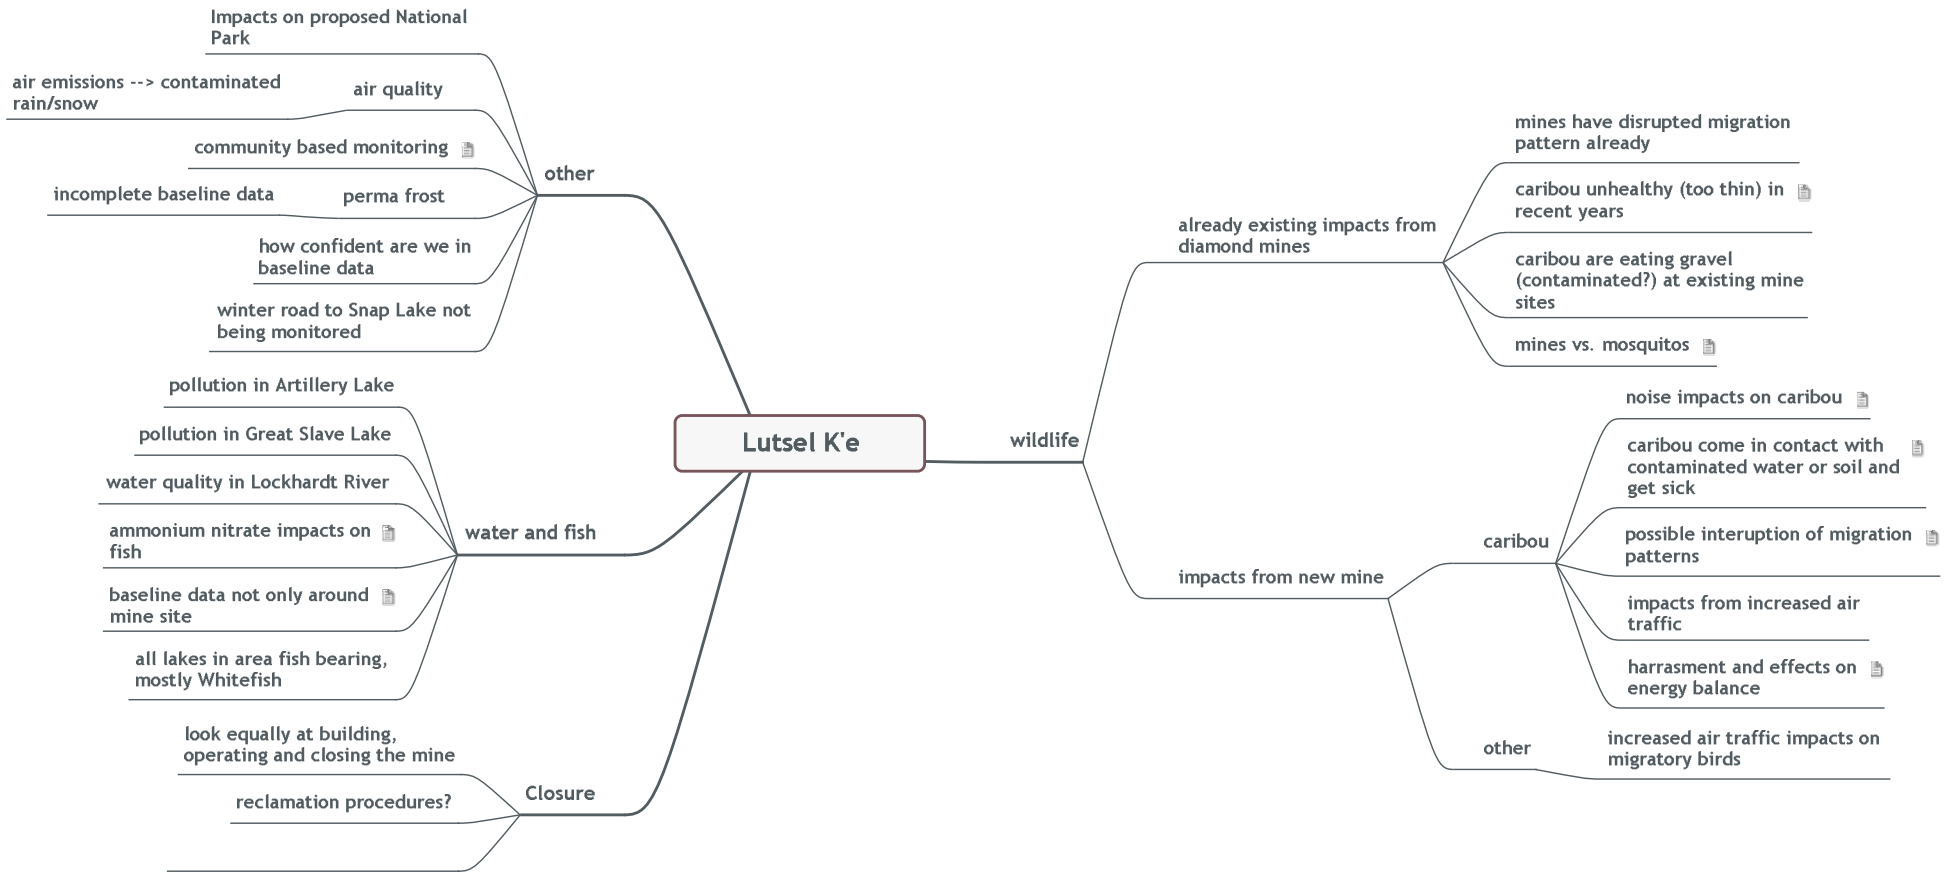 Impacts on proposed National
Park
air emissions --> contaminated
rain/snow
air quality
community based monitoring
incomplete baseline data
perma frost
how confident are we in
baseline data
winter road to Snap Lake not
being monitored
other
pollution in Artillery Lake
pollution in Great Slave Lake
water quality in Lockhardt River
ammonium nitrate impacts on
fish
baseline data not only around
mine site
all lakes in area fish bearing,
mostly Whitefish
water and fish
look equally at building,
operating and closing the mine
reclamation procedures?
Closure
Lutsel K'e
wildlife
already existing impacts from
diamond mines
mines have disrupted migration
pattern already
caribou unhealthy (too thin) in
recent years
caribou are eating gravel
(contaminated?) at existing mine
sites
mines vs. mosquitos
impacts from new mine
caribou
noise impacts on caribou
caribou come in contact with
contaminated water or soil and
get sick
possible interuption of migration
patterns
impacts from increased air
traffic
harrasment and effects on
energy balance
other
increased air traffic impacts on
migratory birds